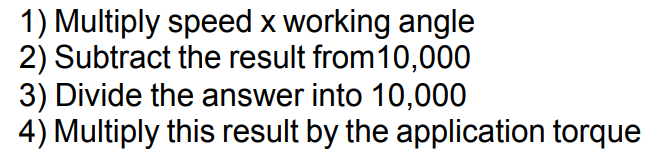 1) Multiply speed x working angle
2) Subtract the result from10,000
3) Divide the answer into 10,000
4) Multiply this result by the application torque